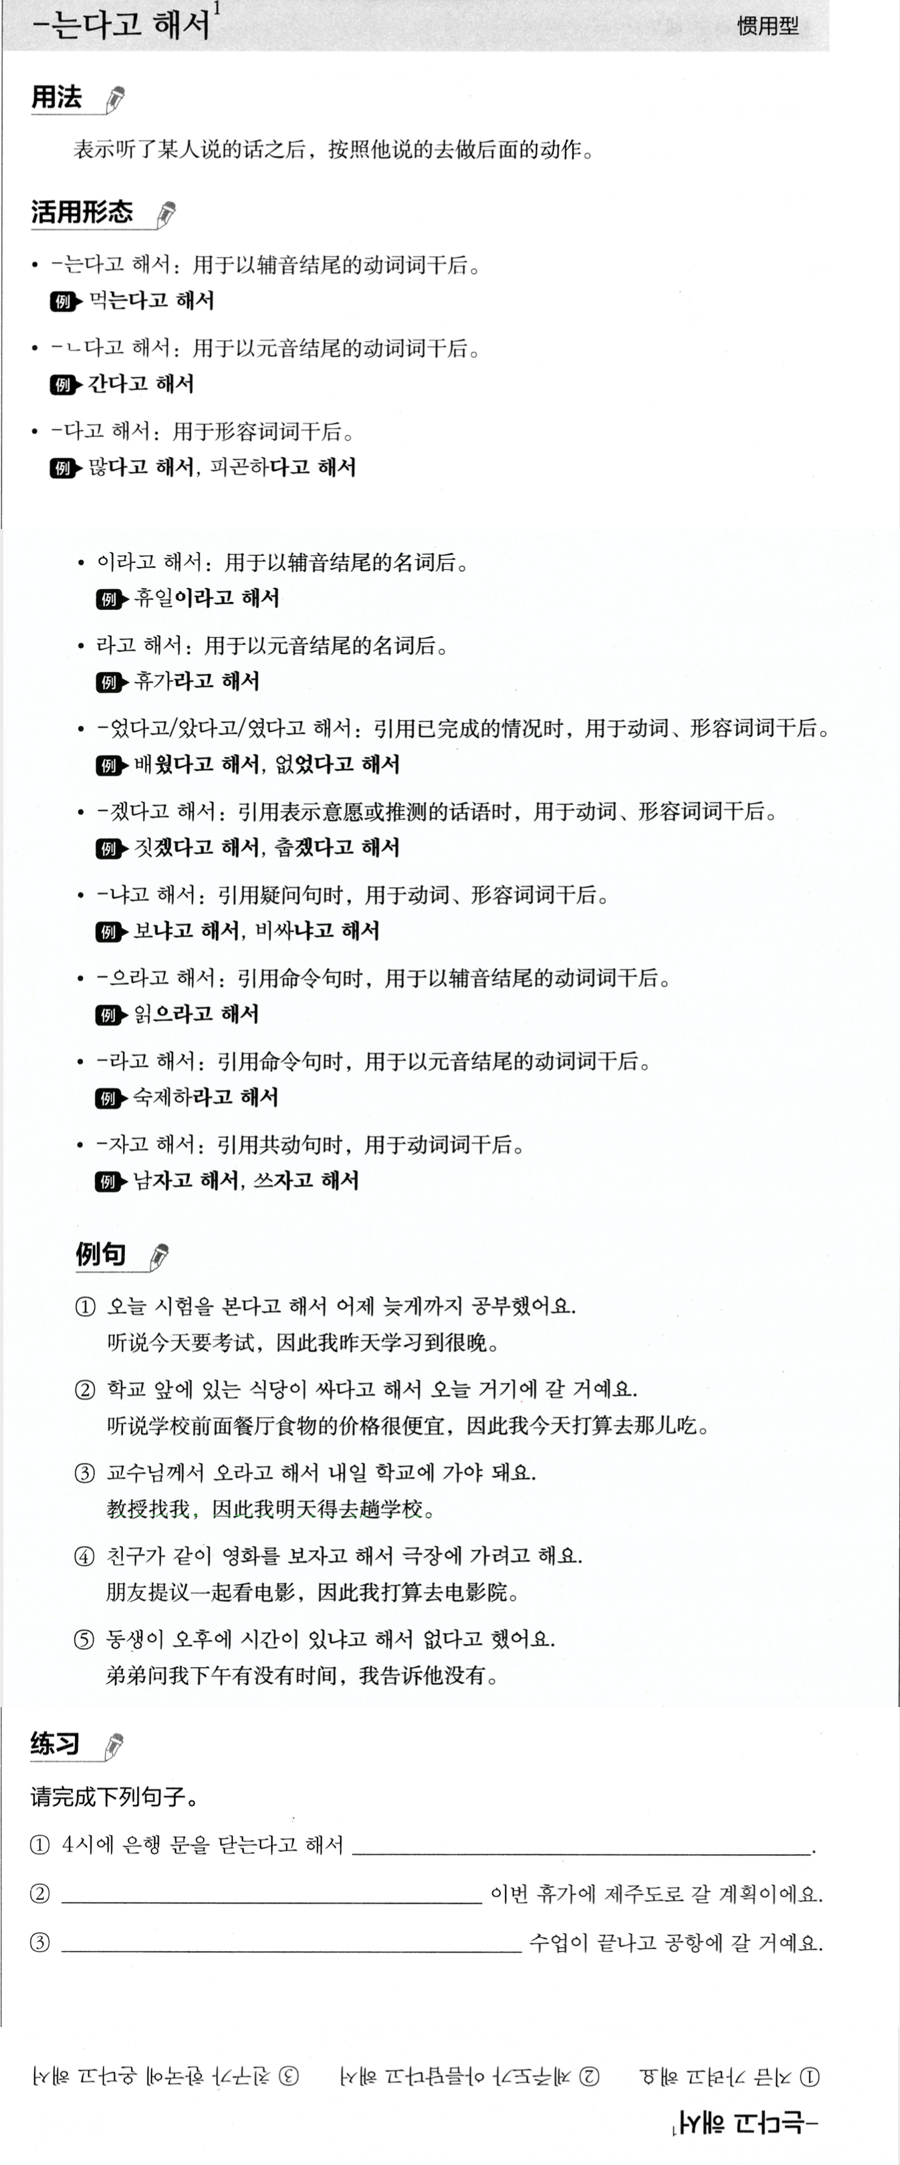 -는다고 해서1 惯用型
用法
表示听了某人说的话之后，按照他说的去做后面的动作。
活用形态
• -는다고 해서：用于以辅音结尾的动词词干后。
例 먹는다고 해서
• -ㄴ다고 해서：用于以元音结尾的动词词干后。
例 간다고 해서
• -다고 해서：用于形容词词干后。
例 많다고 해서, 피곤하다고 해서
• 이라고 해서：用于以辅音结尾的名词后。
例 휴일이라고 해서
• 라고 해서：用于以元音结尾的名词后。
例 휴가라고 해서
• -었다고/았다고/였다고 해서：引用已完成的情况时，用于动词、形容词词干后。
例 배웠다고 해서, 없었다고 해서
• -겠다고 해서：引用表示意愿或推测的话语时，用于动词、形容词词干后。
例 짓겠다고 해서, 춥겠다고 해서
• -냐고 해서：引用疑问句时，用于动词、形容词词干后。
例 보냐고 해서, 비싸냐고 해서
• -으라고 해서：引用命令句时，用于以辅音结尾的动词词干后。
例 읽으라고 해서
• -라고 해서：引用命令句时，用于以元音结尾的动词词干后。
例 숙제하라고 해서
• -자고 해서：引用共动句时，用于动词词干后。
例 남자고 해서, 쓰자고 해서
例句
① 오늘 시험을 본다고 해서 어제 늦게까지 공부했어요.
听说今天要考试，因此我昨天学习到很晚。
② 학교 앞에 있는 식당이 싸다고 해서 오늘 거기에 갈 거예요.
听说学校前面餐厅食物的价格很便宜，因此我今天打算去那儿吃。
③ 교수님께서 오라고 해서 내일 학교에 가야 돼요.
教授找我，因此我明天得去趟学校。
④ 친구가 같이 영화를 보자고 해서 극장에 가려고 해요.
朋友提议一起看电影，因此我打算去电影院。
⑤ 동생이 오후에 시간이 있냐고 해서 없다고 했어요.
弟弟问我下午有没有时间，我告诉他没有。
练习
请完成下列句子。
① 4시에 은행 문을 닫는다고 해서 ______.
② ______ 이번 휴가에 제주도로 갈 계획이에요.
③ ______ 수업이 끝나고 공항에 갈 거예요.
-는다고 해서1
① 지금 가려고 해요 ② 제주도가 아름답다고 해서 ③ 친구가 한국에 온다고 해서